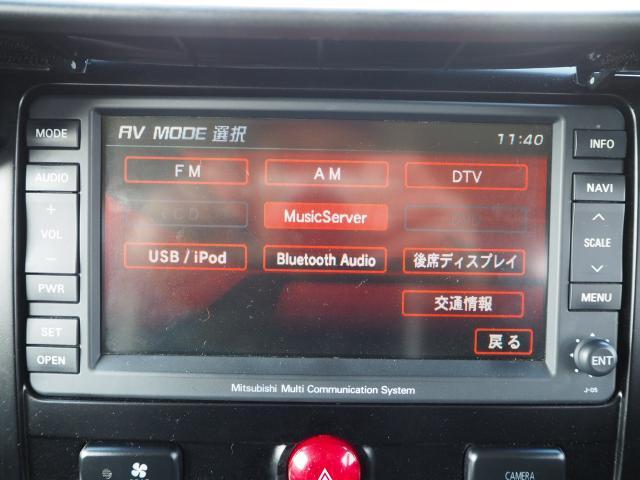 MODE
AUDIO
+
VOL
−
PWR
SET
OPEN
AV MODE 選択
11:40
FM
AM
DTV
CD
MusicServer
USB / iPod
Bluetooth Audio
後席ディスプレイ
交通情報
戻る
INFO
NAVI
SCALE
MENU
ENT
J-05
Mitsubishi Multi Communication System
CAMERA